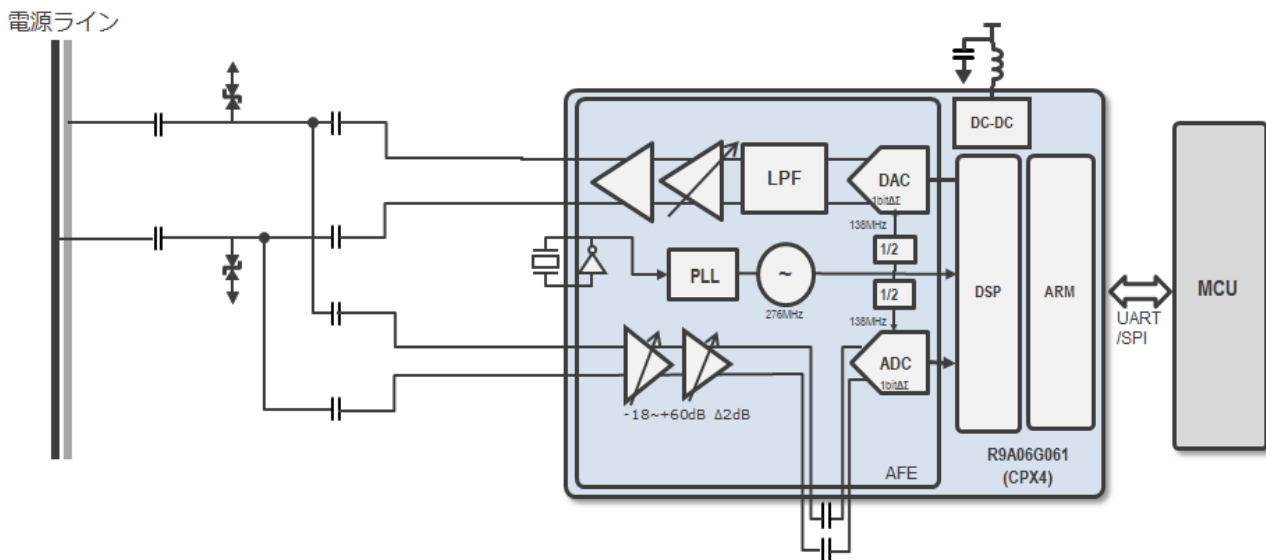 電源ライン
DC-DC
LPF
DAC
1bitΔΣ
138MHz
1/2
PLL
~
276MHz
1/2
138MHz
DSP
ARM
MCU
UART
/SPI
ADC
1bitΔΣ
-18~+60dB Δ2dB
R9A06G061
(CPX4)
AFE